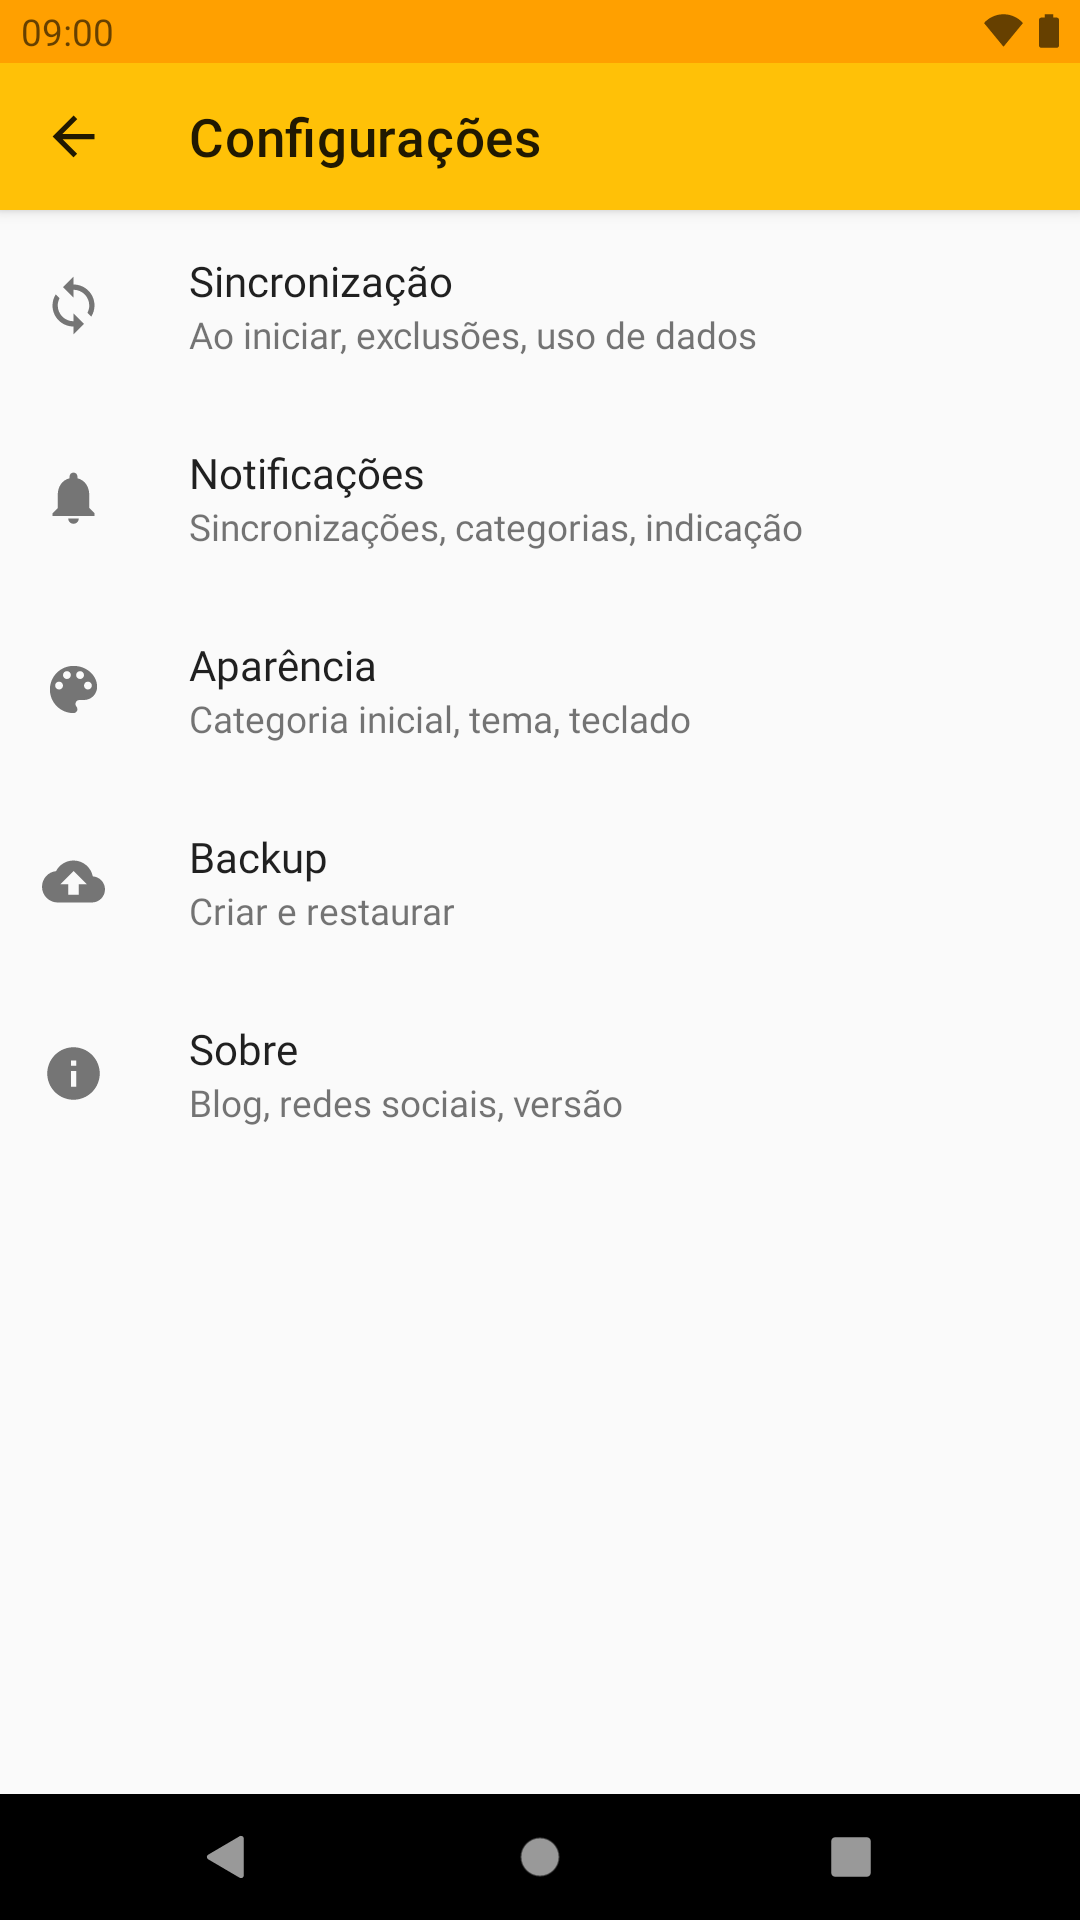 09:00
Configurações
Sincronização
Ao iniciar, exclusões, uso de dados
Notificações
Sincronizações, categorias, indicação
Aparência
Categoria inicial, tema, teclado
Backup
Criar e restaurar
Sobre
Blog, redes sociais, versão